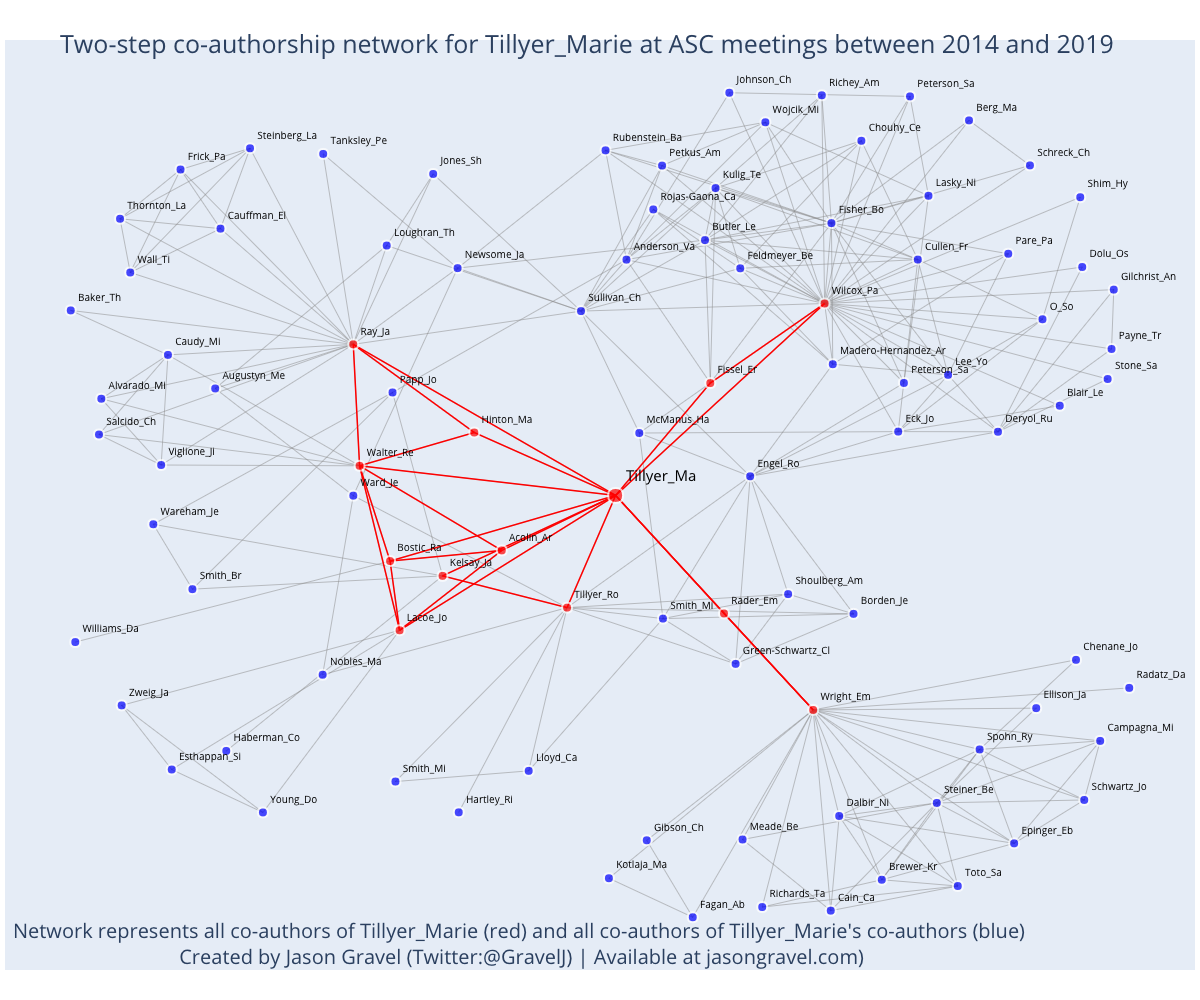 Two-step co-authorship network for Tillyer_Marie at ASC meetings between 2014 and 2019
Johnson_Ch
Richey_Am
Peterson_Sa
Wojcik_Mi
Berg_Ma
Chouhy_Ce
Steinberg_La
Tanksley_Pe
Rubenstein_Ba
Frick_Pa
Jones_Sh
Petkus_Am
Schreck_Ch
Kulig_Te
Lasky_Ni
Shim_Hy
Rojas-Gaona_Ca
Thornton_La
Cauffman_El
Fisher_Bo
Butler_Le
Loughran_Th
Newsome_Ja
Anderson_Va
Feldmeyer_Be
Cullen_Fr
Pare_Pa
Dolu_Os
Wall_Ti
Gilchrist_An
Baker_Th
Sullivan_Ch
Wilcox_Pa
O_So
Ray_Ja
Payne_Tr
Caudy_Mi
Madero-Hernandez_Ar
Lee_Yo
Stone_Sa
Fissel_Er
Peterson_Sa
Augustyn_Me
Papp_Jo
Alvarado_Mi
Blair_Le
Hinton_Ma
McManus_Ha
Eck_Jo
Deryol_Ru
Salcido_Ch
Viglione_Ji
Walter_Re
Engel_Ro
Tillyer_Ma
Ward_Je
Wareham_Je
Acolin_Ar
Bostic_Ra
Kelsay_Ja
Smith_Br
Tillyer_Ro
Shoulberg_Am
Smith_Mi
Rader_Em
Borden_Je
Lacoe_Jo
Williams_Da
Green-Schwartz_Cl
Nobles_Ma
Chenane_Jo
Radatz_Da
Zweig_Ja
Wright_Em
Ellison_Ja
Haberman_Co
Spohn_Ry
Campagna_Mi
Esthappan_Si
Smith_Mi
Lloyd_Ca
Young_Do
Hartley_Ri
Dalbir_Ni
Steiner_Be
Schwartz_Jo
Gibson_Ch
Meade_Be
Epinger_Eb
Kotlaja_Ma
Brewer_Kr
Toto_Sa
Fagan_Ab
Richards_Ta
Cain_Ca
Network represents all co-authors of Tillyer_Marie (red) and all co-authors of Tillyer_Marie's co-authors (blue)
Created by Jason Gravel (Twitter:@GravelJ) | Available at jasongravel.com)